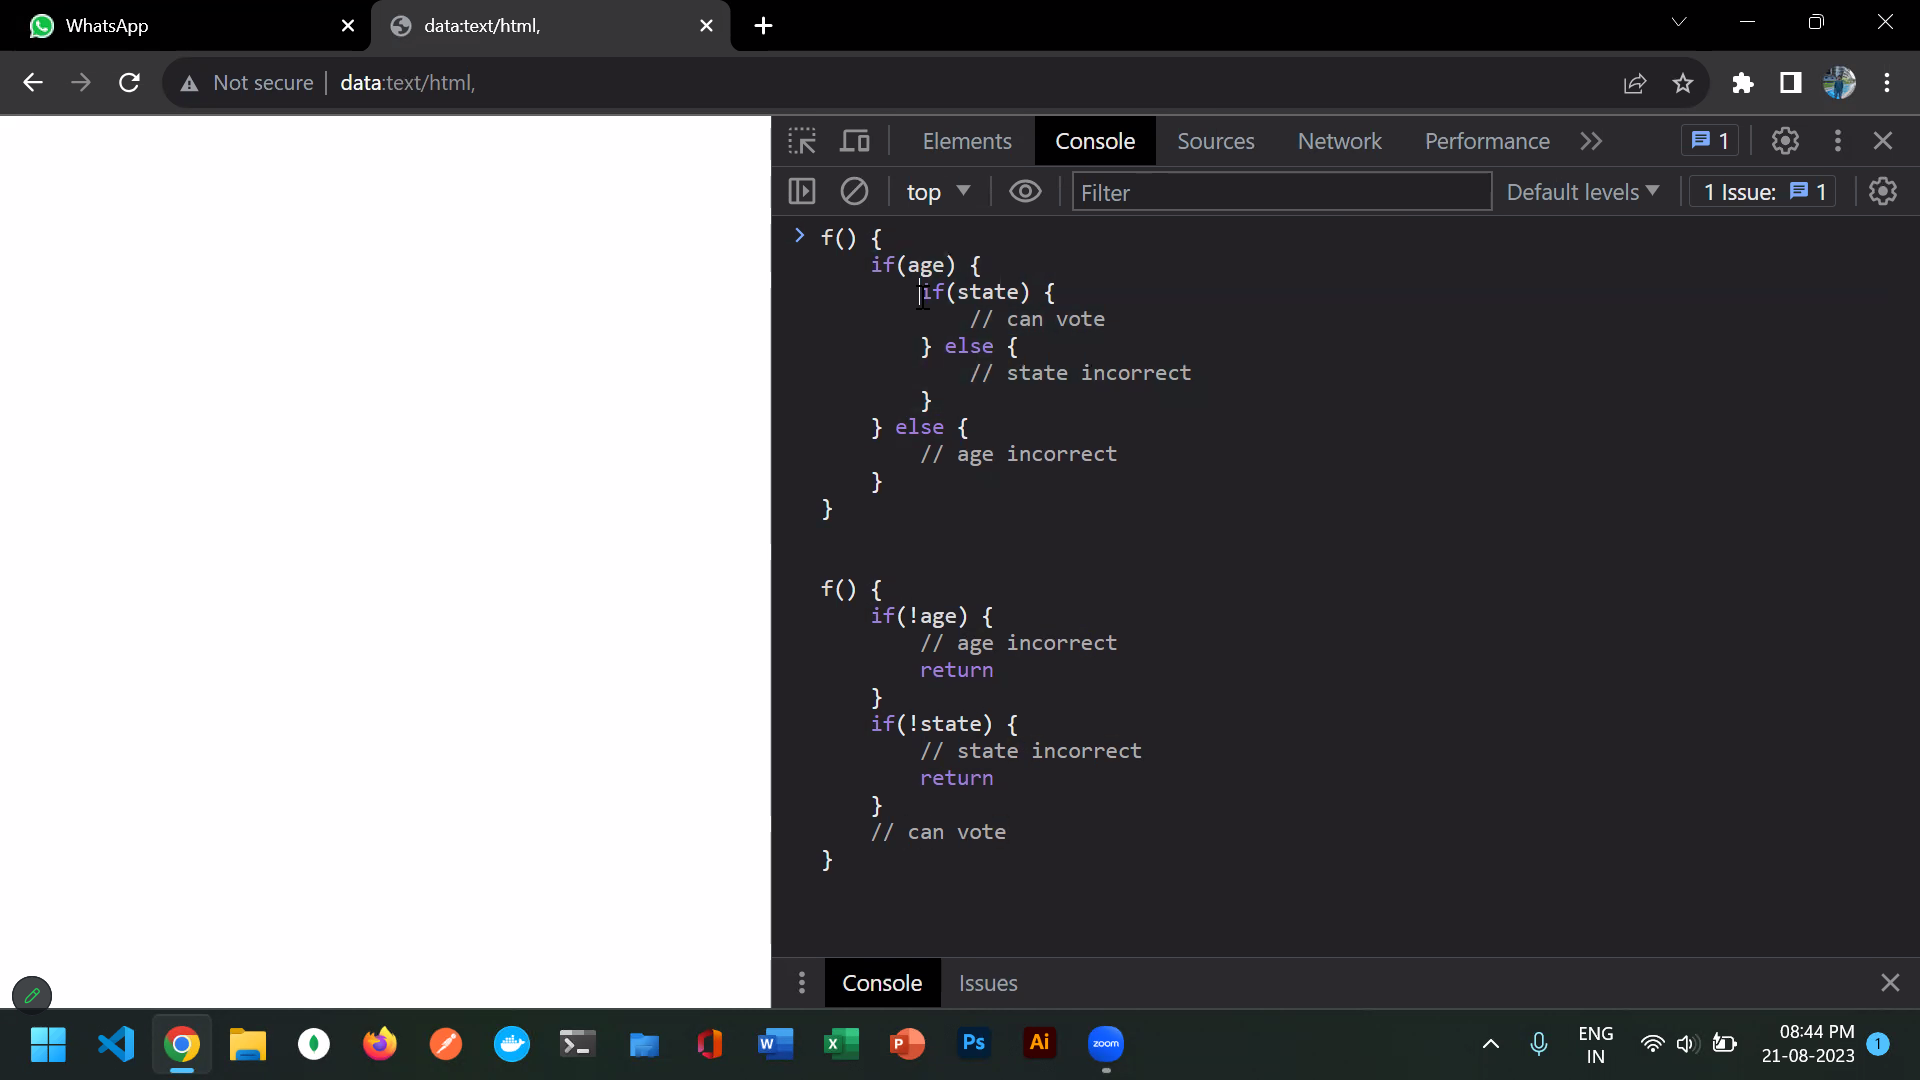 WhatsApp
data:text/html,
Not secure
data:text/html,
Elements Console Sources Network Performance 1
top Filter Default levels 1 Issue: 1
f() {
if(age) {
if(state) {
// can vote
} else {
// state incorrect
}
} else {
// age incorrect
}
}
f() {
if(!age) {
// age incorrect
return
}
if(!state) {
// state incorrect
return
}
// can vote
}
Console Issues
W X P Ps Ai zoom
ENG
IN
08:44 PM
21-08-2023
1